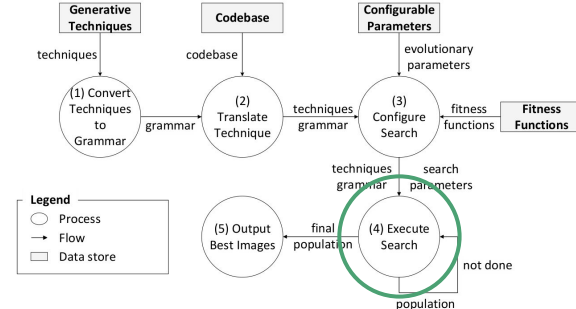 Generative
Techniques
Codebase
Configurable
Parameters
techniques
codebase
evolutionary
parameters
(1) Convert
Techniques
to
Grammar
grammar
(2)
Translate
Technique
techniques
grammar
(3)
Configure
Search
fitness
functions
Fitness
Functions
techniques
grammar
search
parameters
Legend
Process
Flow
Data store
(5) Output
Best Images
final
population
(4) Execute
Search
not done
population